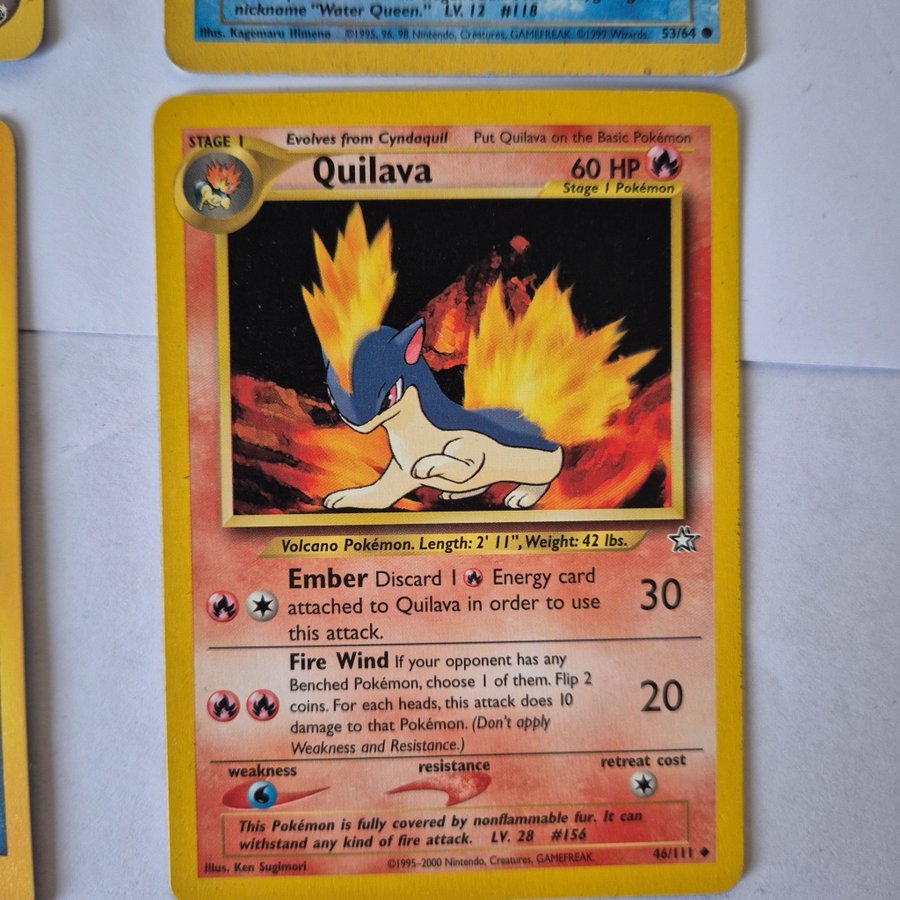 nickname "Water Queen." LV. 12 #118
Illus. Kagemaru Himeno ©1995, 96, 98 Nintendo, Creatures, GAMEFREAK. ©1999 Wizards. 53/64
STAGE 1 Evolves from Cyndaquil Put Quilava on the Basic Pokémon
Quilava 60 HP
Stage 1 Pokémon
Volcano Pokémon. Length: 2' 11", Weight: 42 lbs.
Ember Discard 1 Energy card
attached to Quilava in order to use
this attack.
30
Fire Wind If your opponent has any
Benched Pokémon, choose 1 of them. Flip 2
coins. For each heads, this attack does 10
damage to that Pokémon. (Don't apply
Weakness and Resistance.)
20
weakness resistance retreat cost
This Pokémon is fully covered by nonflammable fur. It can
withstand any kind of fire attack. LV. 28 #156
Illus. Ken Sugimori ©1995-2000 Nintendo, Creatures, GAMEFREAK. 46/111